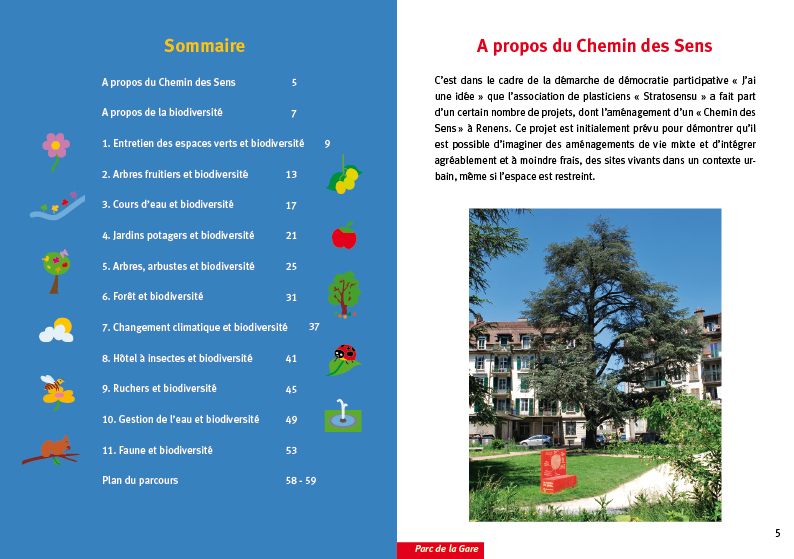 Sommaire
A propos du Chemin des Sens 5
A propos de la biodiversité 7
1. Entretien des espaces verts et biodiversité 9
2. Arbres fruitiers et biodiversité 13
3. Cours d'eau et biodiversité 17
4. Jardins potagers et biodiversité 21
5. Arbres, arbustes et biodiversité 25
6. Forêt et biodiversité 31
7. Changement climatique et biodiversité 37
8. Hôtel à insectes et biodiversité 41
9. Ruchers et biodiversité 45
10. Gestion de l'eau et biodiversité 49
11. Faune et biodiversité 53
Plan du parcours 58 - 59
A propos du Chemin des Sens
C'est dans le cadre de la démarche de démocratie participative « J'ai
une idée » que l'association de plasticiens « Stratosensu » a fait part
d'un certain nombre de projets, dont l'aménagement d'un « Chemin des
Sens » à Renens. Ce projet est initialement prévu pour démontrer qu'il
est possible d'imaginer des aménagements de vie mixte et d'intégrer
agréablement et à moindre frais, des sites vivants dans un contexte ur-
bain, même si l'espace est restreint.
5
Parc de la Gare